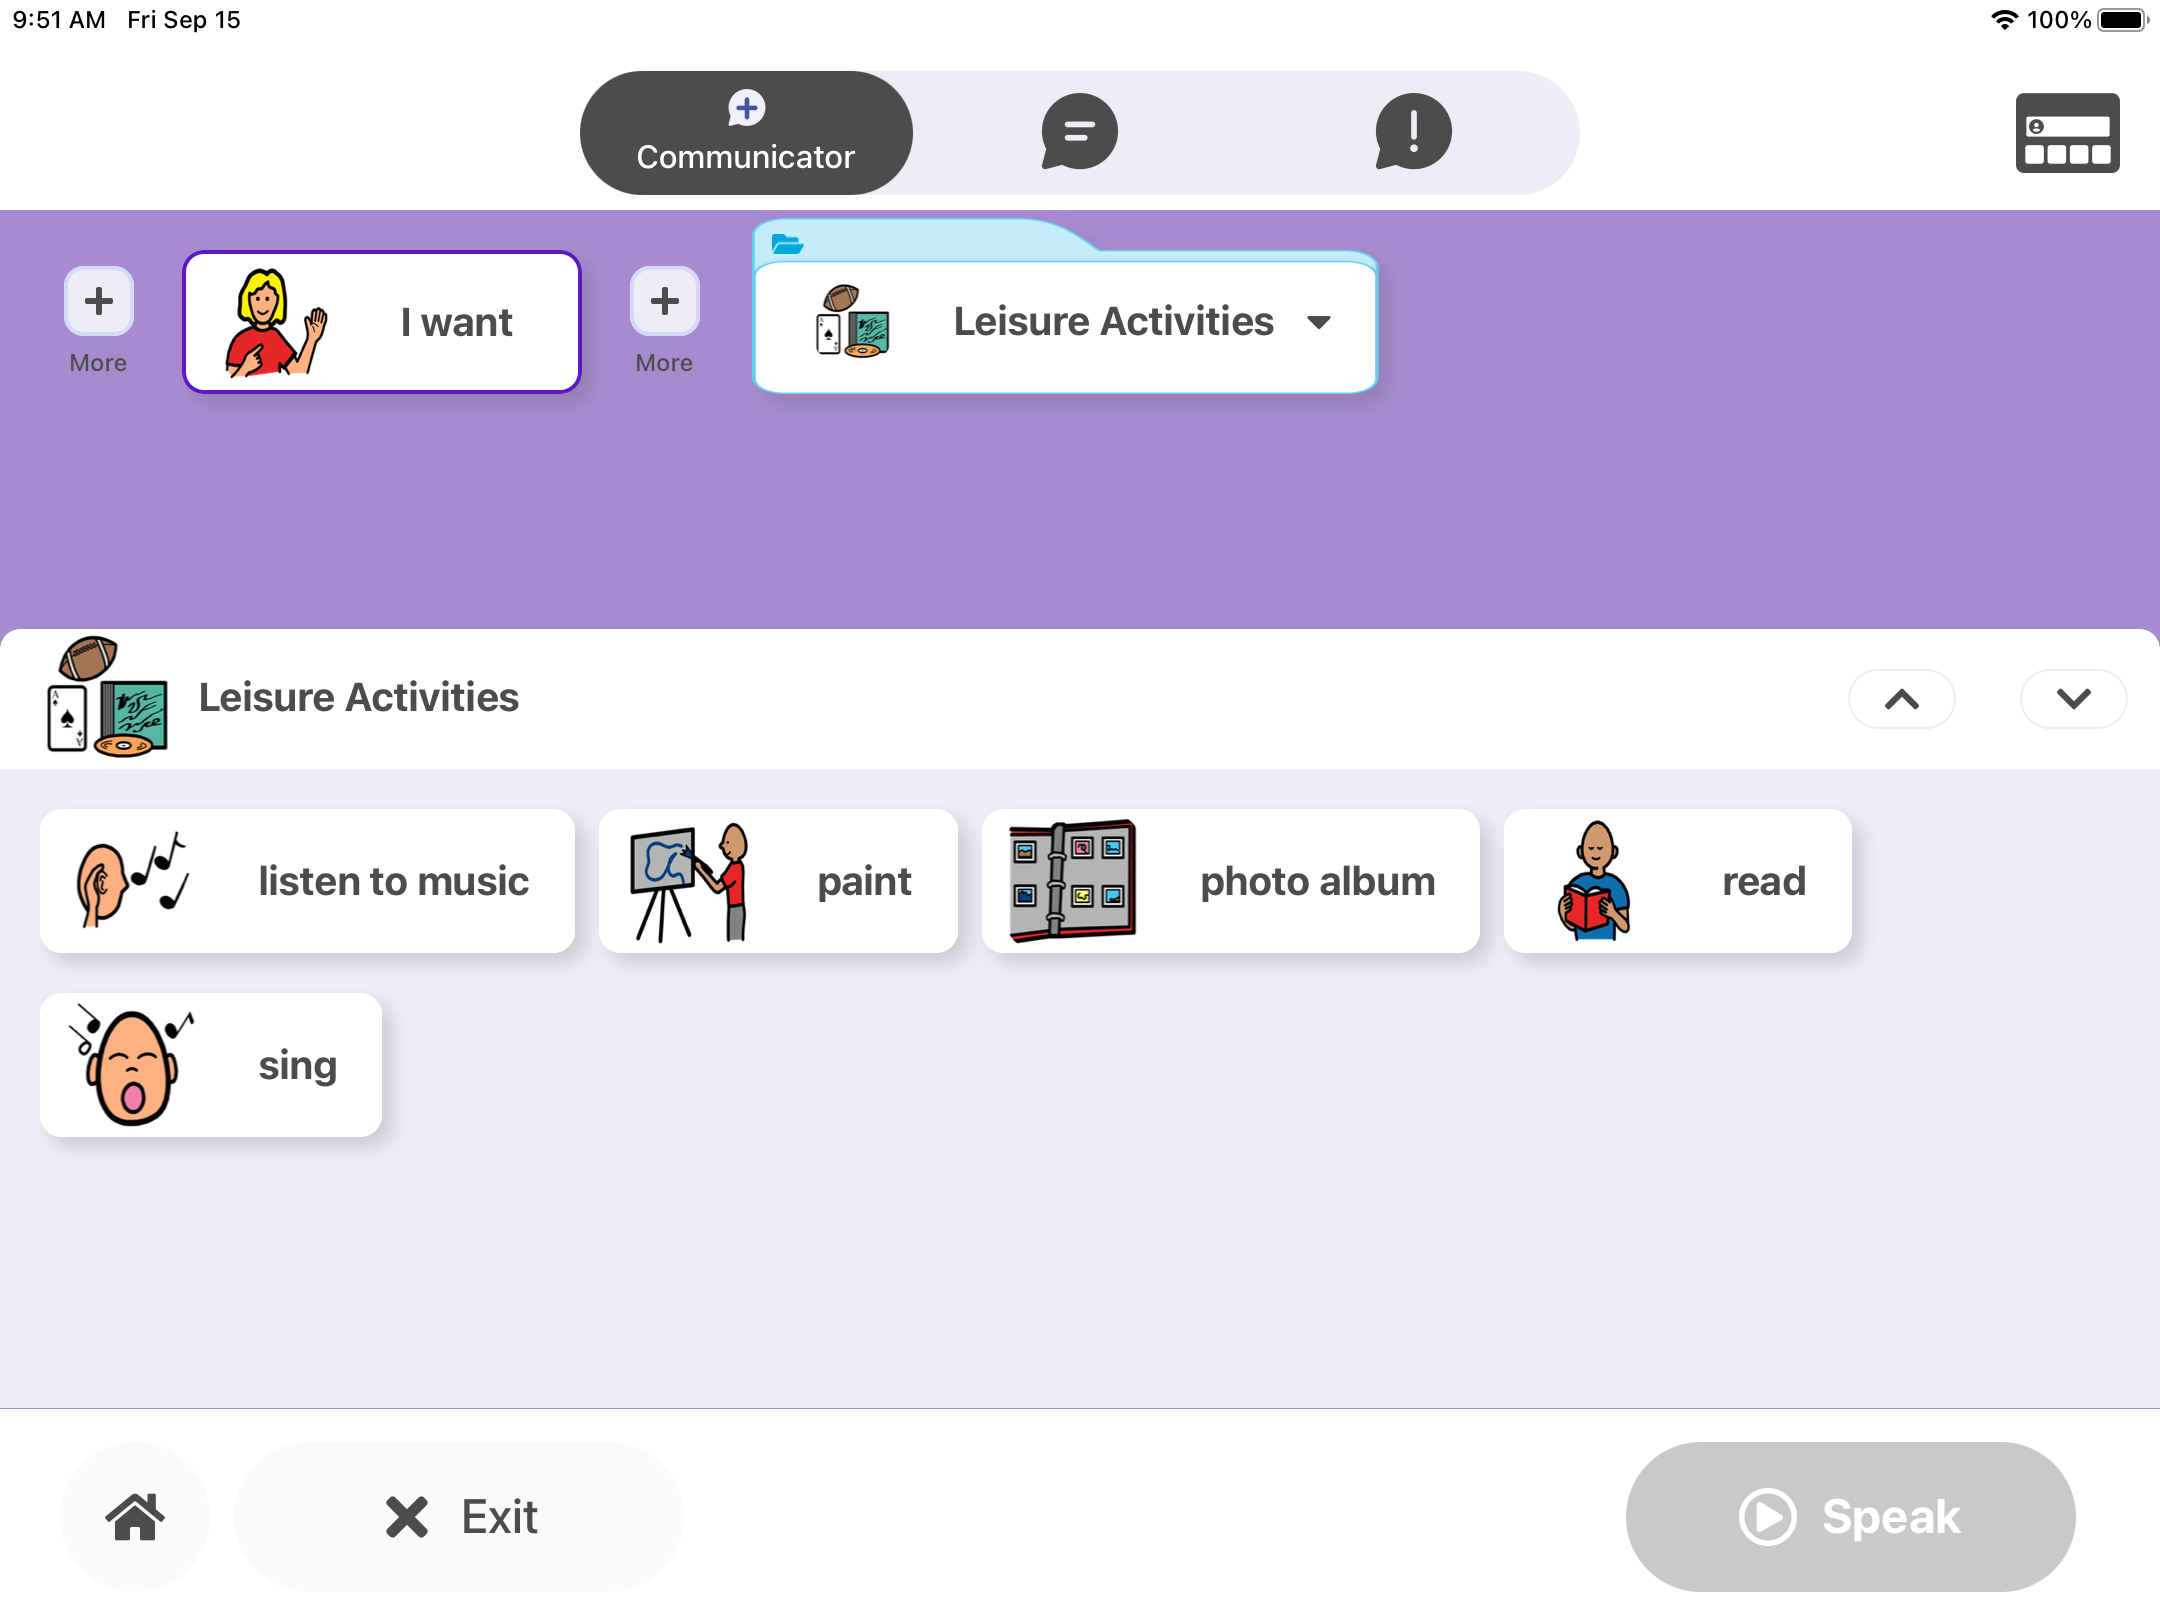 9:51 AM Fri Sep 15 100%
Communicator
I want
Leisure Activities
More
More
Leisure Activities
listen to music
paint
photo album
read
sing
Exit
Speak